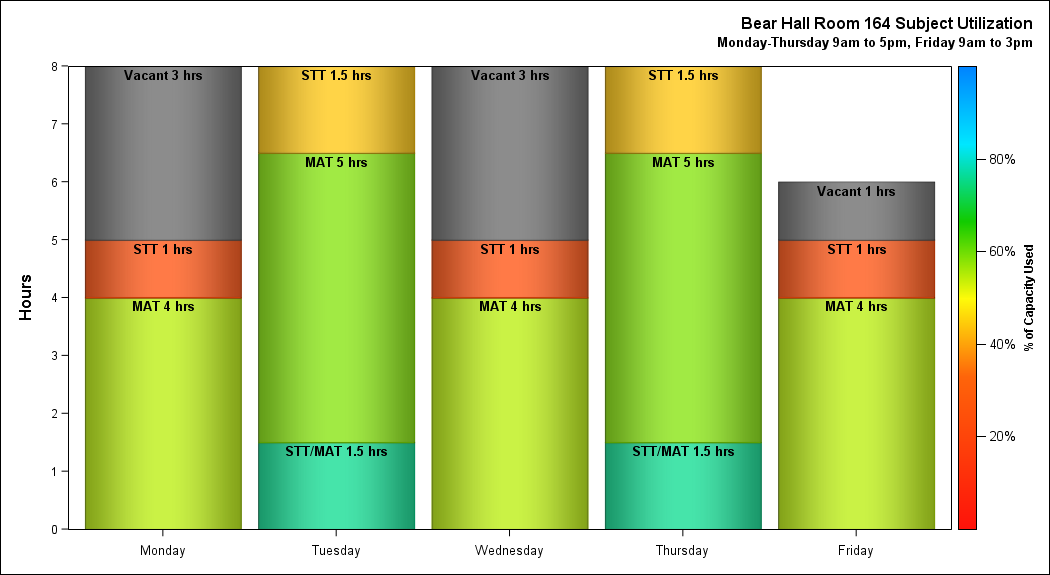 Bear Hall Room 164 Subject Utilization
Monday-Thursday 9am to 5pm, Friday 9am to 3pm
Hours
8
7
6
5
4
3
2
1
0
Vacant 3 hrs
STT 1 hrs
MAT 4 hrs
STT 1.5 hrs
MAT 5 hrs
STT/MAT 1.5 hrs
Vacant 3 hrs
STT 1 hrs
MAT 4 hrs
STT 1.5 hrs
MAT 5 hrs
STT/MAT 1.5 hrs
Vacant 1 hrs
STT 1 hrs
MAT 4 hrs
Monday Tuesday Wednesday Thursday Friday
80%
60%
40%
20%
% of Capacity Used